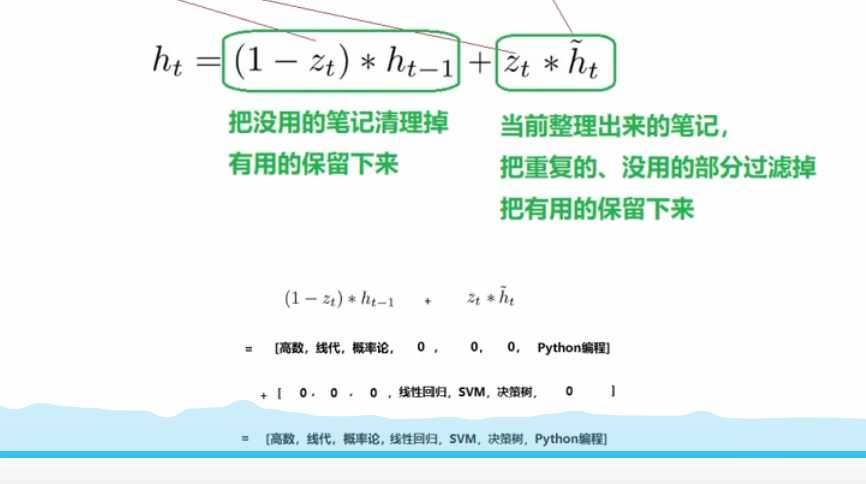 h_t = (1 − z_t) * h_{t−1} + z_t * h̃_t
把没用的笔记清理掉
有用的保留下来
当前整理出来的笔记，
把重复的、没用的部分过滤掉
把有用的保留下来
(1 − z_t) * h_{t−1} + z_t * h̃_t
= [高数，线代，概率论， 0 ， 0， 0， Python编程]
+ [ 0 ， 0 ， 0 ，线性回归，SVM，决策树， 0 ]
= [高数，线代，概率论，线性回归，SVM，决策树，Python编程]